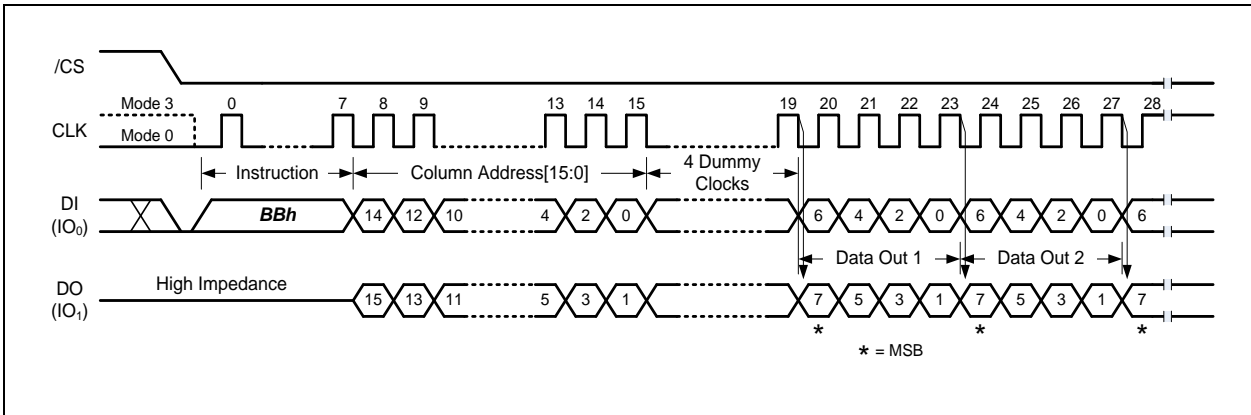 /CS
Mode 3 0 7 8 9 13 14 15 19 20 21 22 23 24 25 26 27 28
CLK
Mode 0
Instruction Column Address[15:0] 4 Dummy Clocks
DI (IO0) BBh 14 12 10 4 2 0 6 4 2 0 6 4 2 0 6
Data Out 1 Data Out 2
High Impedance
DO (IO1) 15 13 11 5 3 1 7 5 3 1 7 5 3 1 7
* * *
* = MSB